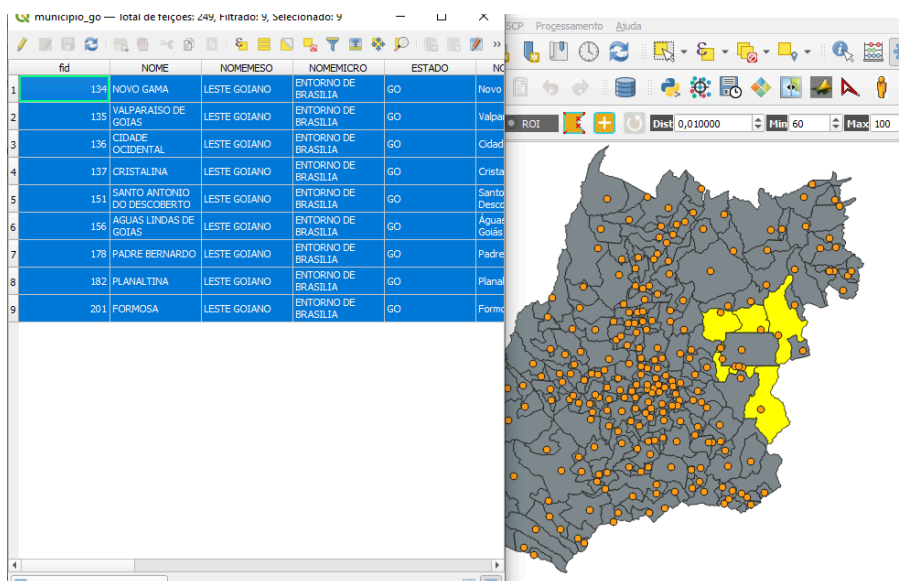 municipio_go — Total de feições: 249, Filtrado: 9, Selecionado: 9
SCP Processamento Ajuda
fid NOME NOMEMESO NOMEMICRO ESTADO NO
1 134 NOVO GAMA LESTE GOIANO ENTORNO DE BRASILIA GO Novo
2 135 VALPARAISO DE GOIAS LESTE GOIANO ENTORNO DE BRASILIA GO Valpa
3 136 CIDADE OCIDENTAL LESTE GOIANO ENTORNO DE BRASILIA GO Cidad
4 137 CRISTALINA LESTE GOIANO ENTORNO DE BRASILIA GO Crista
5 151 SANTO ANTONIO DO DESCOBERTO LESTE GOIANO ENTORNO DE BRASILIA GO Santo Desco
6 156 AGUAS LINDAS DE GOIAS LESTE GOIANO ENTORNO DE BRASILIA GO Águas Goiás
7 178 PADRE BERNARDO LESTE GOIANO ENTORNO DE BRASILIA GO Padre
8 182 PLANALTINA LESTE GOIANO ENTORNO DE BRASILIA GO Planal
9 201 FORMOSA LESTE GOIANO ENTORNO DE BRASILIA GO Formo
ROI Dist 0,010000 Min 60 Max 100